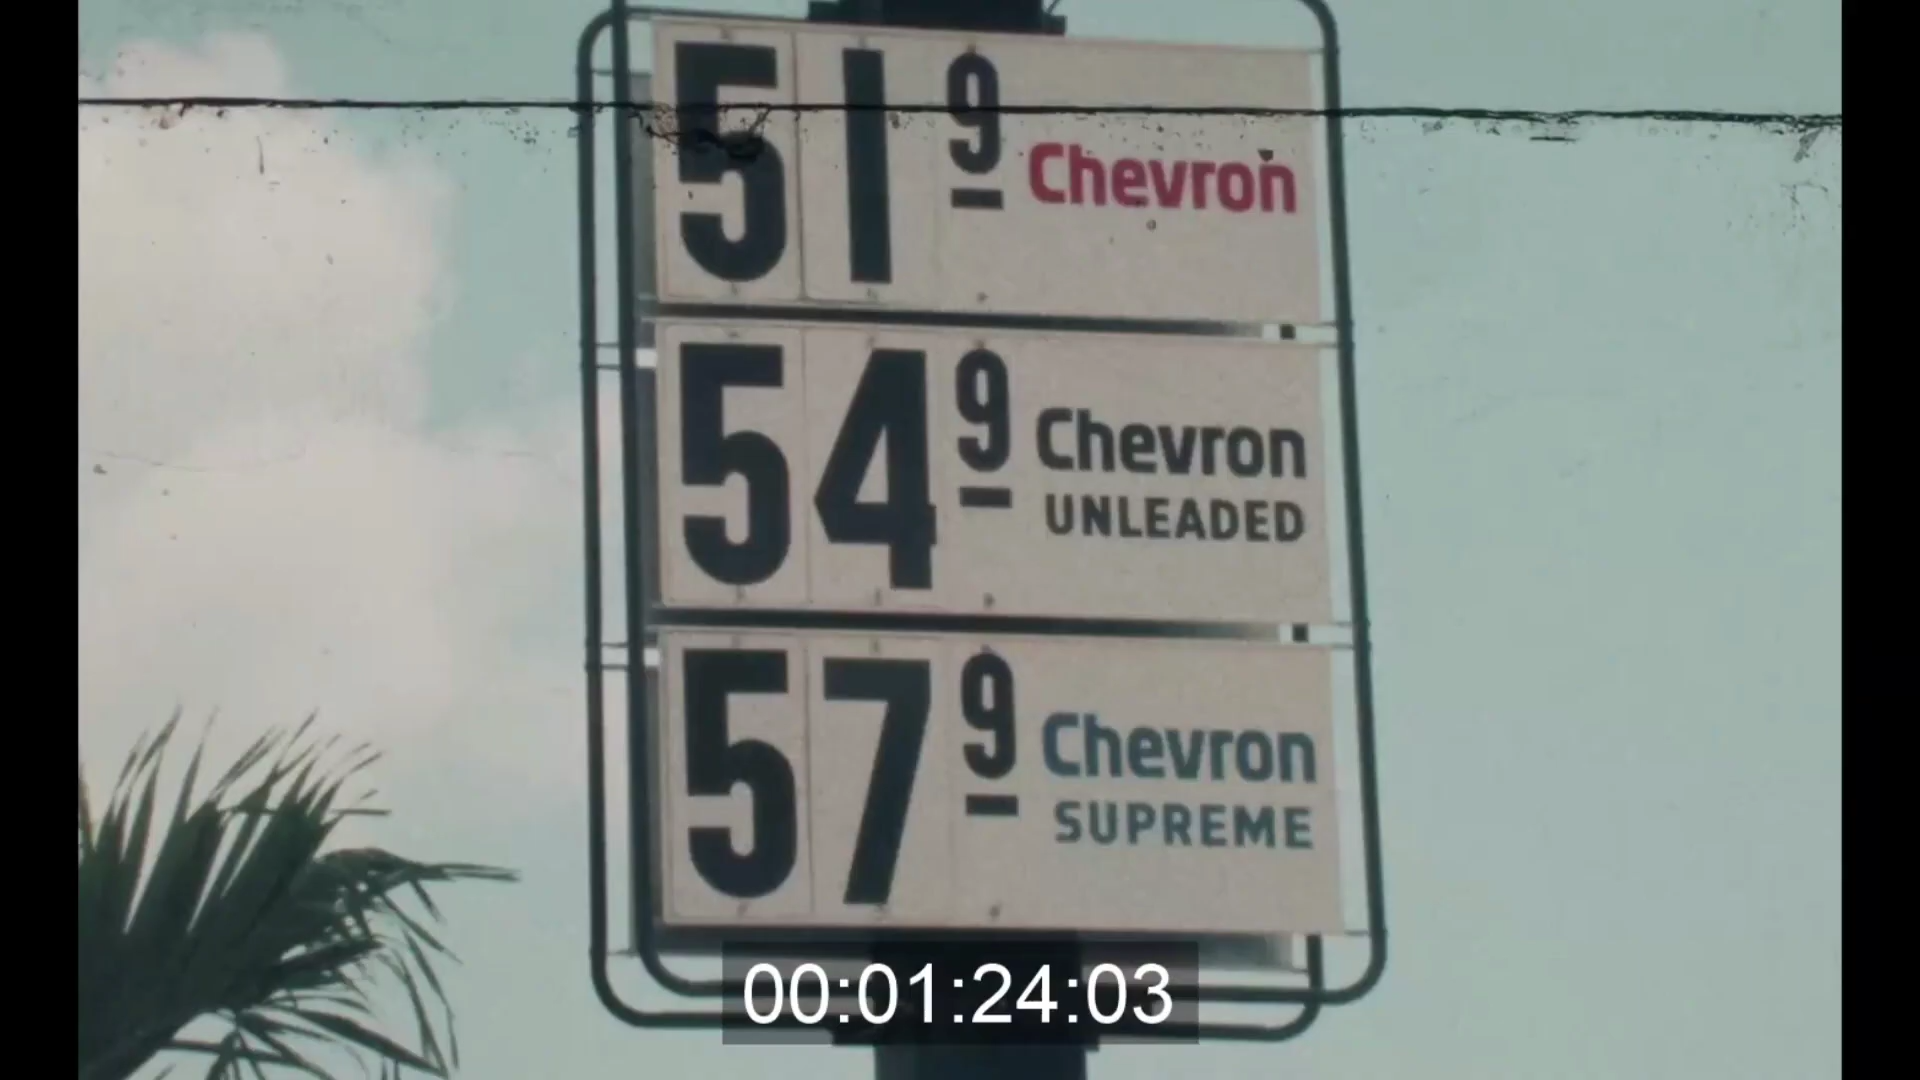 51 9 Chevron
54 9 Chevron
UNLEADED
57 9 Chevron
SUPREME
00:01:24:03